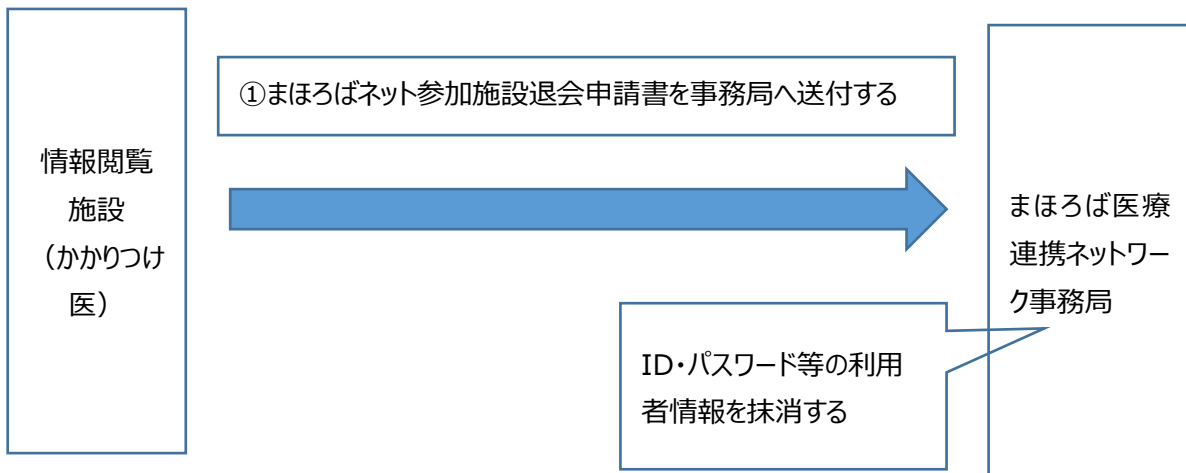 情報閲覧
施設
（かかりつけ
医）
①まほろばネット参加施設退会申請書を事務局へ送付する
まほろば医療
連携ネットワー
ク事務局
ID・パスワード等の利用
者情報を抹消する